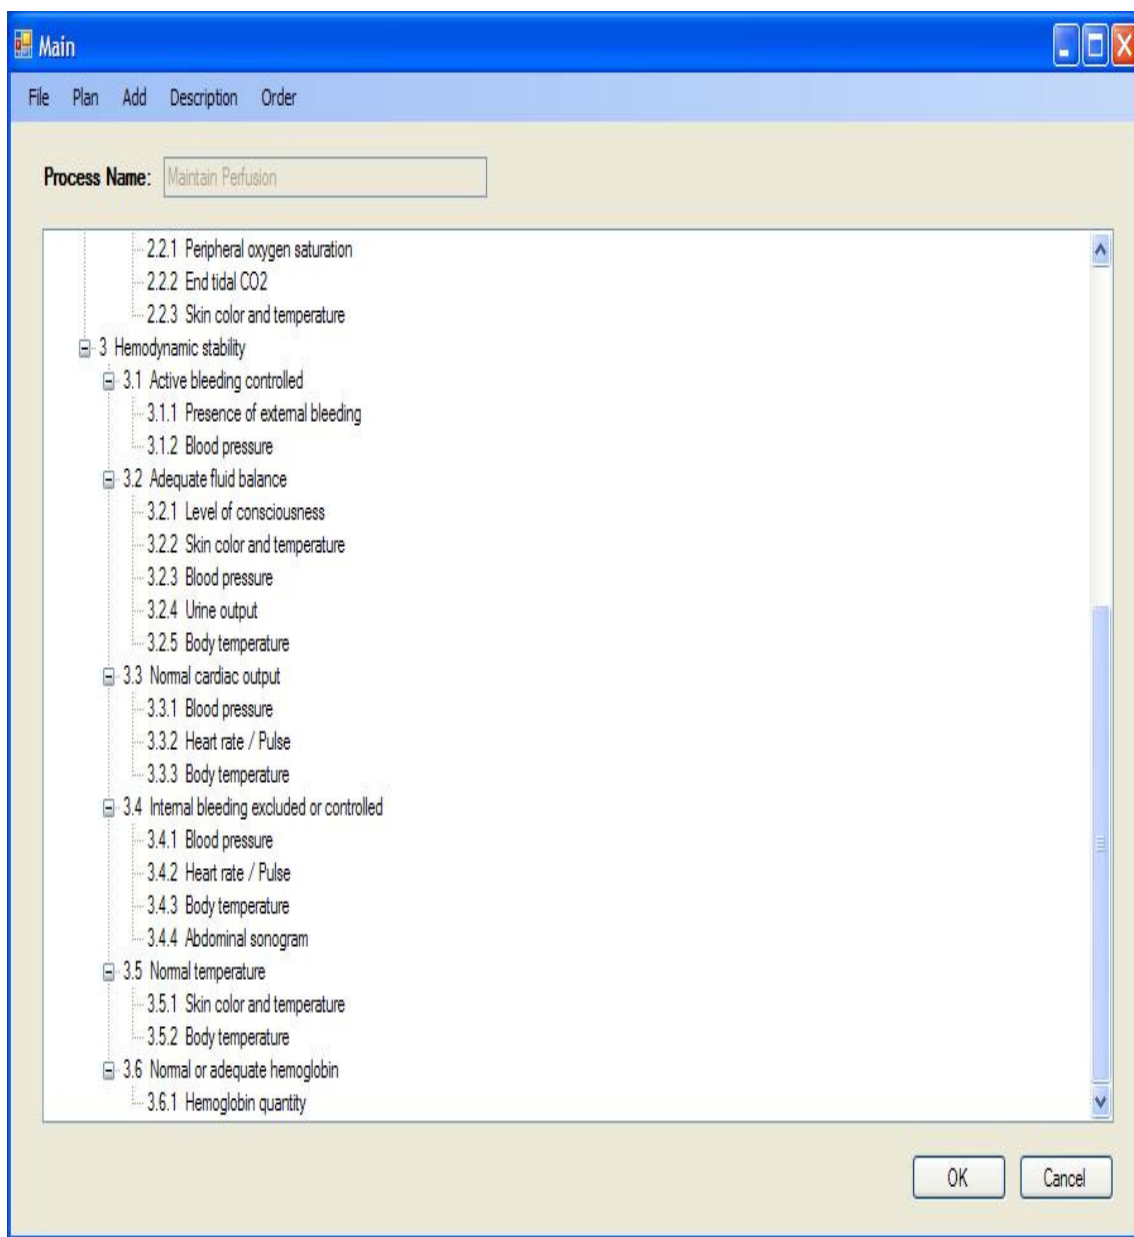 Main
File Plan Add Description Order
Process Name: Maintain Perfusion
2.2.1 Peripheral oxygen saturation
2.2.2 End tidal CO2
2.2.3 Skin color and temperature
3 Hemodynamic stability
3.1 Active bleeding controlled
3.1.1 Presence of external bleeding
3.1.2 Blood pressure
3.2 Adequate fluid balance
3.2.1 Level of consciousness
3.2.2 Skin color and temperature
3.2.3 Blood pressure
3.2.4 Urine output
3.2.5 Body temperature
3.3 Normal cardiac output
3.3.1 Blood pressure
3.3.2 Heart rate / Pulse
3.3.3 Body temperature
3.4 Internal bleeding excluded or controlled
3.4.1 Blood pressure
3.4.2 Heart rate / Pulse
3.4.3 Body temperature
3.4.4 Abdominal sonogram
3.5 Normal temperature
3.5.1 Skin color and temperature
3.5.2 Body temperature
3.6 Normal or adequate hemoglobin
3.6.1 Hemoglobin quantity
OK Cancel